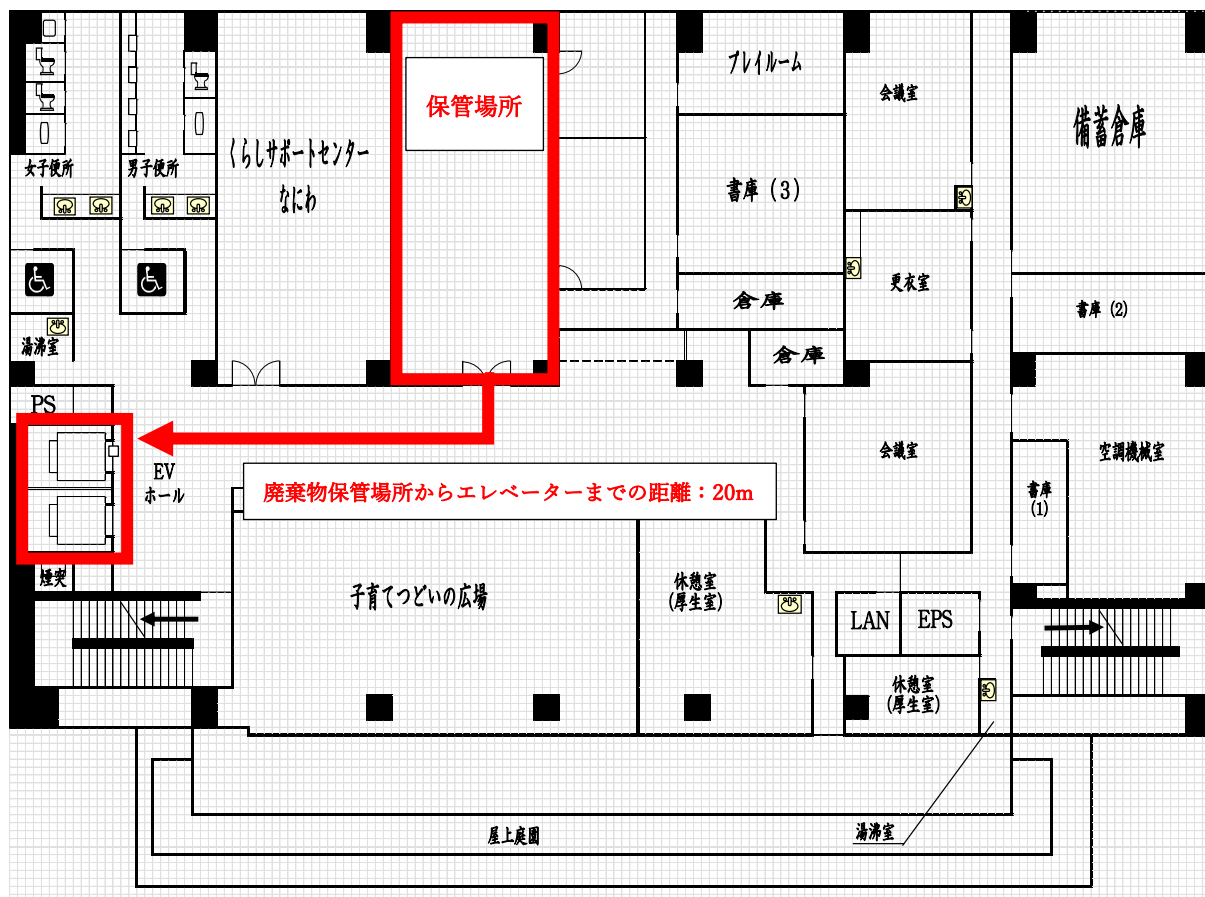 プレイルーム
会議室
保管場所
備蓄倉庫
くらしサポートセンター
なにわ
女子便所
男子便所
書庫（3）
更衣室
倉庫
書庫 (2)
湯沸室
倉庫
PS
会議室
空調機械室
EV
ホール
廃棄物保管場所からエレベーターまでの距離：20m
書庫
(1)
煙突
子育てつどいの広場
休憩室
(厚生室)
LAN
EPS
休憩室
(厚生室)
屋上庭園
湯沸室